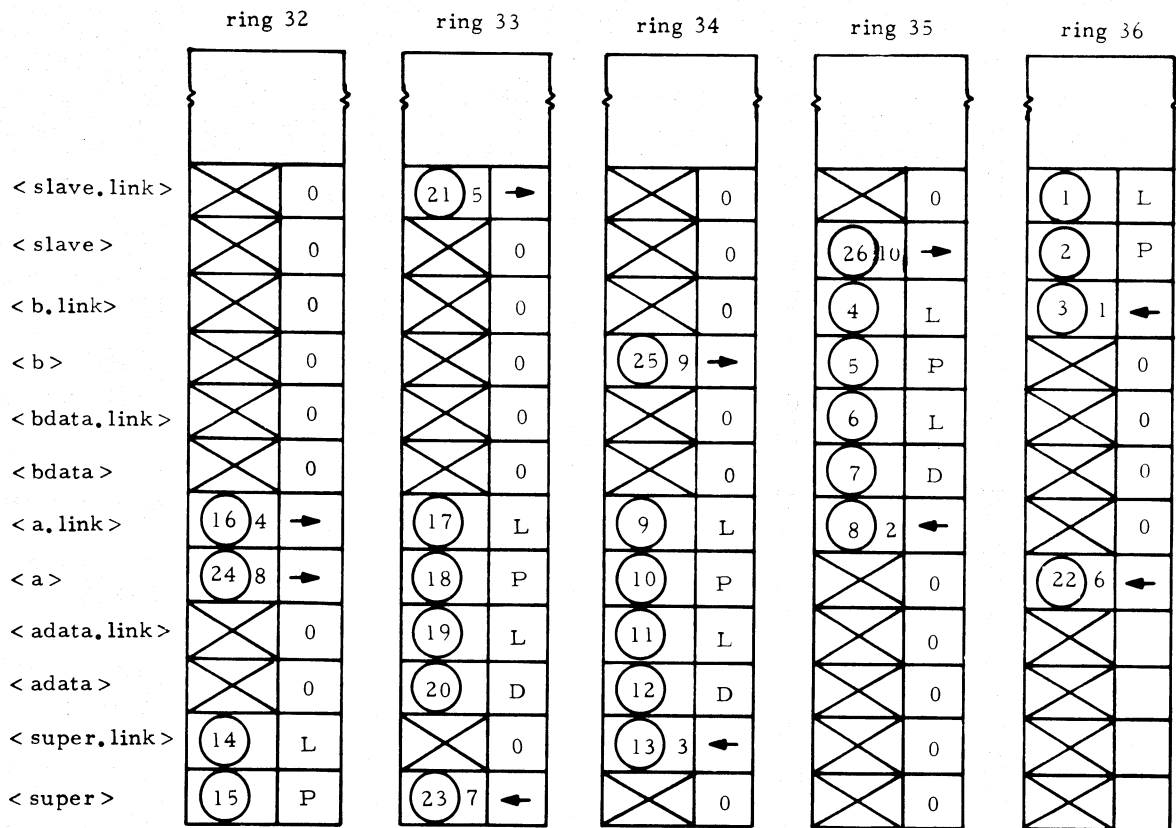 ring 32 ring 33 ring 34 ring 35 ring 36
< slave.link > 0 21 5 → 0 0 1 L
< slave > 0 0 0 26 10 → 2 P
< b.link > 0 0 0 4 L 3 1 ←
< b > 0 0 25 9 → 5 P 0
< bdata.link > 0 0 0 6 L 0
< bdata > 0 0 0 7 D 0
< a.link > 16 4 → 17 L 9 L 8 2 ← 0
< a > 24 8 → 18 P 10 P 0 22 6 ←
< adata.link > 0 19 L 11 L 0
< adata > 0 20 D 12 D 0
< super.link > 14 L 0 13 3 ← 0
< super > 15 P 23 7 ← 0 0